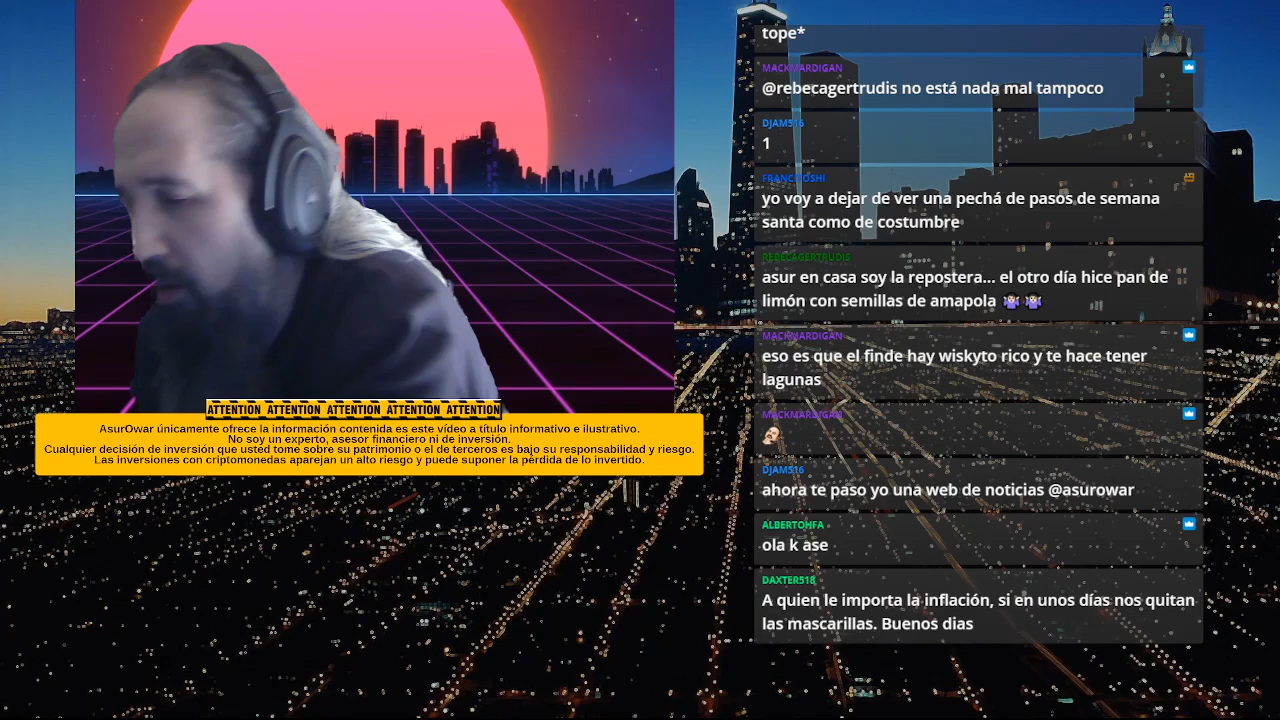 tope*
MACKMARDIGAN
@rebecagertrudis no está nada mal tampoco
DJAM516
1
yo voy a dejar de ver una pechá de pasos de semana
santa como de costumbre
REBECAGERTRUDIS
asur en casa soy la repostera... el otro día hice pan de
limón con semillas de amapola
MACKMARDIGAN
eso es que el finde hay wiskyto rico y te hace tener
lagunas
MACKMARDIGAN
DJAM516
ahora te paso yo una web de noticias @asurowar
ALBERTOHFA
ola k ase
DAXTER518
A quien le importa la inflación, si en unos días nos quitan
las mascarillas. Buenos dias
ATTENTION ATTENTION ATTENTION ATTENTION ATTENTION
AsurOwar únicamente ofrece la información contenida es este vídeo a título informativo e ilustrativo.
No soy un experto, asesor financiero ni de inversión.
Cualquier decisión de inversión que usted tome sobre su patrimonio o el de terceros es bajo su responsabilidad y riesgo.
Las inversiones con criptomonedas aparejan un alto riesgo y puede suponer la pérdida de lo invertido.